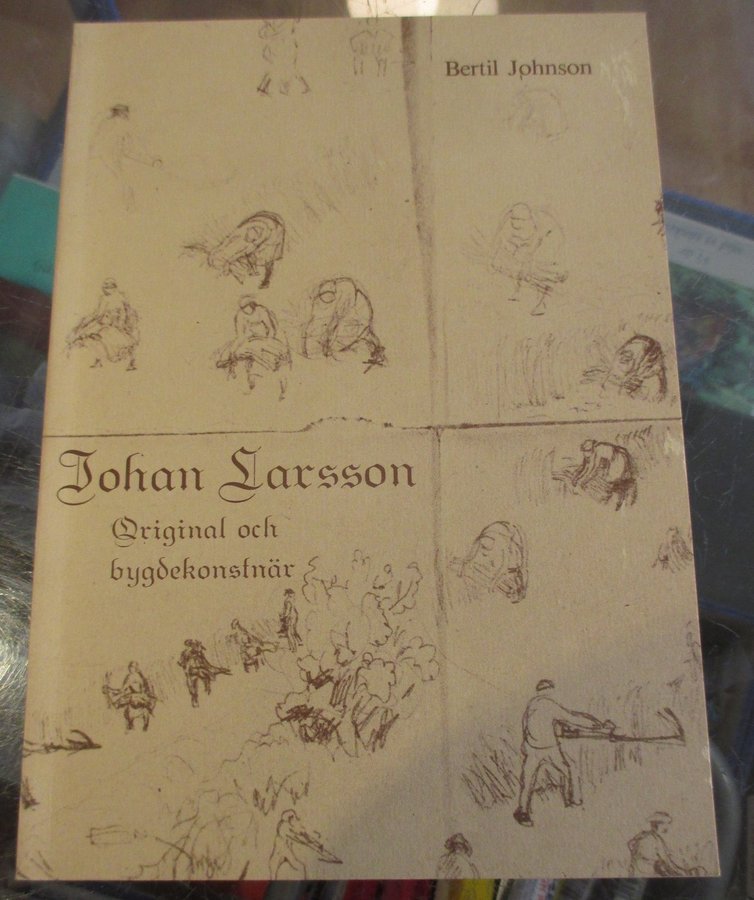 Bertil Johnson
Johan Larsson
Original och
bygdekonstnär